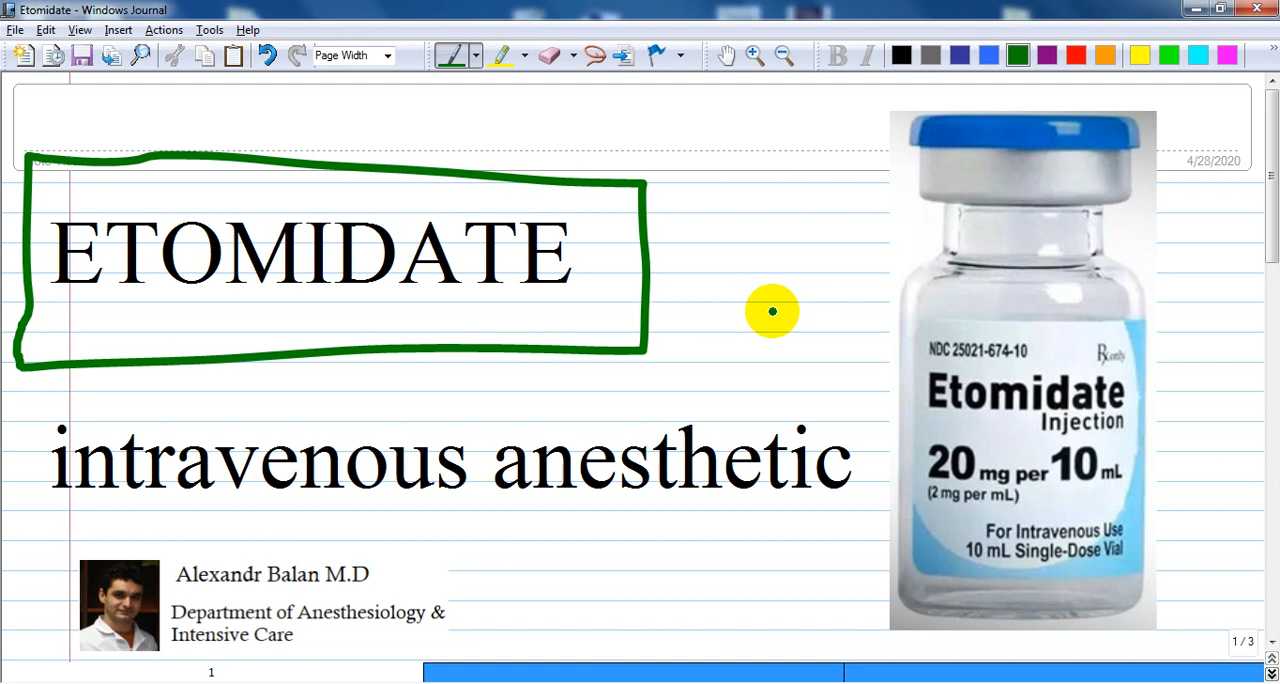 Etomidate - Windows Journal
File Edit View Insert Actions Tools Help
Page Width
B I
4/28/2020
ETOMIDATE
intravenous anesthetic
NDC 25021-674-10
Rx only
Etomidate
Injection
20 mg per 10 mL
(2 mg per mL)
For Intravenous Use
10 mL Single-Dose Vial
Alexandr Balan M.D
Department of Anesthesiology &
Intensive Care
1 / 3
1